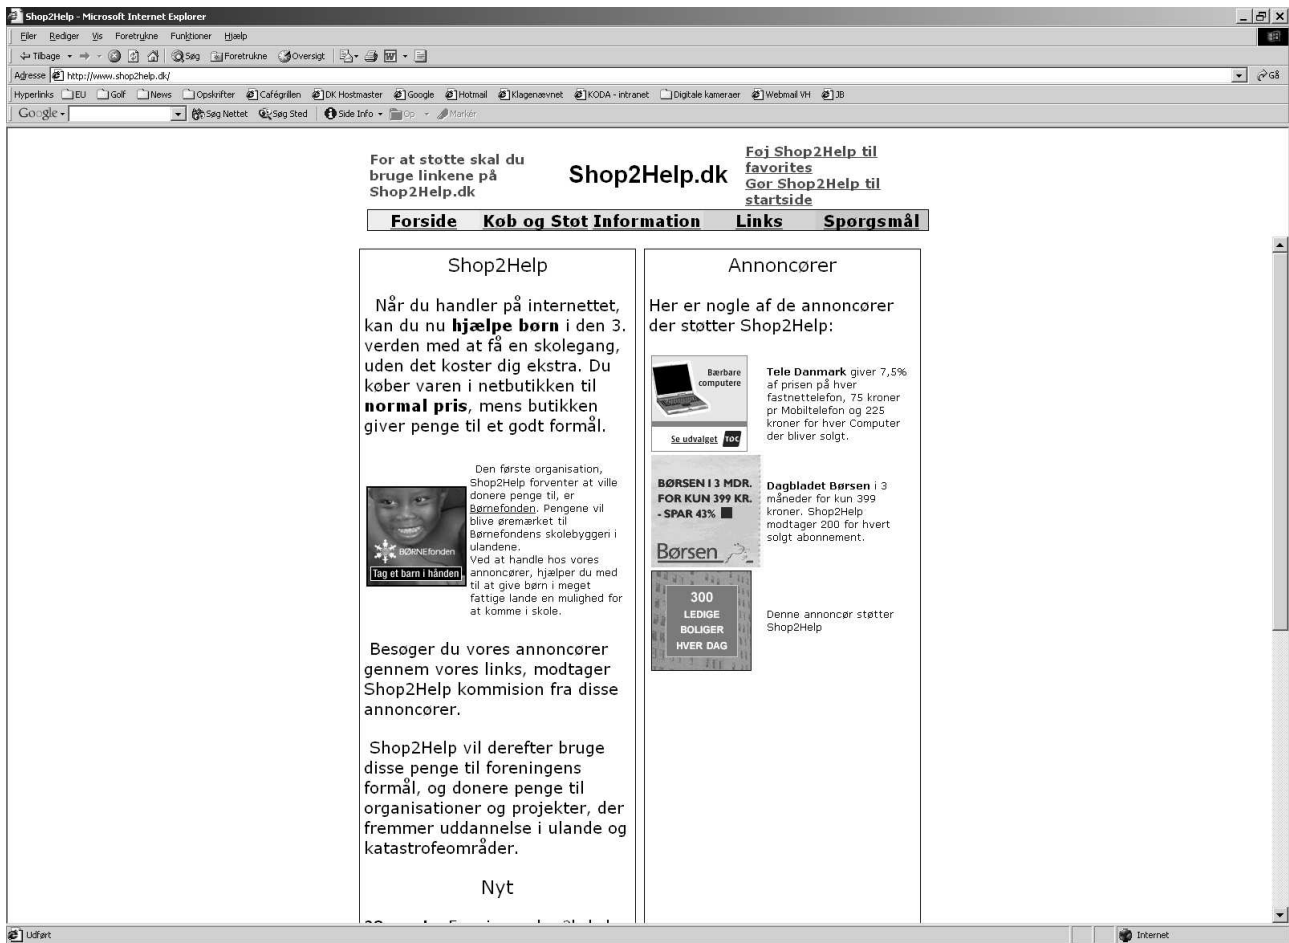 Shop2Help - Microsoft Internet Explorer
Filer Rediger Vis Foretrukne Funktioner Hjælp
Tilbage Søg Foretrukne Oversigt
Adresse http://www.shop2help.dk/ Gå
Hyperlinks EU Golf News Opskrifter Cafégrillen DK Hostmaster Google Hotmail Klagenævnet KODA - intranet Digitale kameraer Webmail VH JB
Google Søg Nettet Søg Sted Side Info Op Markér
For at støtte skal du
bruge linkene på
Shop2Help.dk
Shop2Help.dk
Føj Shop2Help til
favorites
Gør Shop2Help til
startside
Forside Køb og Støt Information Links Spørgsmål
Shop2Help
Når du handler på internettet,
kan du nu hjælpe børn i den 3.
verden med at få en skolegang,
uden det koster dig ekstra. Du
køber varen i netbutikken til
normal pris, mens butikken
giver penge til et godt formål.
BØRNEfonden
Tag et barn i hånden
Den første organisation,
Shop2Help forventer at ville
donere penge til, er
Børnefonden. Pengene vil
blive øremærket til
Børnefondens skolebyggeri i
ulandene.
Ved at handle hos vores
annoncører, hjælper du med
til at give børn i meget
fattige lande en mulighed for
at komme i skole.
Besøger du vores annoncører
gennem vores links, modtager
Shop2Help kommision fra disse
annoncører.
Shop2Help vil derefter bruge
disse penge til foreningens
formål, og donere penge til
organisationer og projekter, der
fremmer uddannelse i ulande og
katastrofeområder.
Nyt
Annoncører
Her er nogle af de annoncører
der støtter Shop2Help:
Bærbare
computere
Se udvalget TDC
Tele Danmark giver 7,5%
af prisen på hver
fastnettelefon, 75 kroner
pr Mobiltelefon og 225
kroner for hver Computer
der bliver solgt.
BØRSEN I 3 MDR.
FOR KUN 399 KR.
- SPAR 43%
Børsen
Dagbladet Børsen i 3
måneder for kun 399
kroner. Shop2Help
modtager 200 for hvert
solgt abonnement.
300
LEDIGE
BOLIGER
HVER DAG
Denne annoncør støtter
Shop2Help
Udført Internet